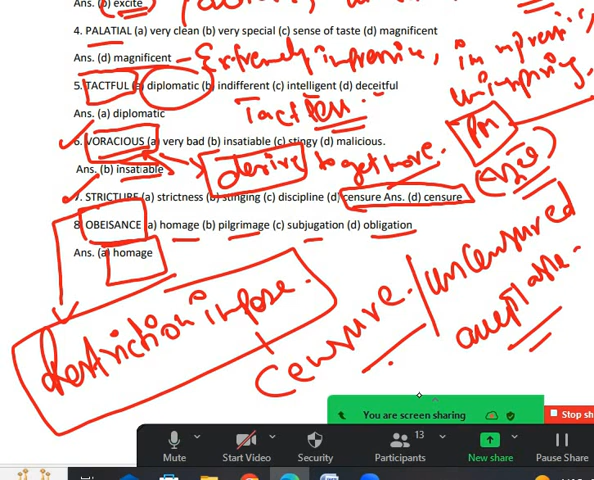 Ans. (b) excite
4. PALATIAL (a) very clean (b) very special (c) sense of taste (d) magnificent
Ans. (d) magnificent - Extremely impressive, unimpressive, uninspiring.
5. TACTFUL (a) diplomatic (b) indifferent (c) intelligent (d) deceitful
Ans. (a) diplomatic
Tactless.
6. VORACIOUS (a) very bad (b) insatiable (c) stingy (d) malicious.
Ans. (b) insatiable
desire to get more.
7. STRICTURE (a) strictness (b) stinging (c) discipline (d) censure Ans. (d) censure
8. OBEISANCE (a) homage (b) pilgrimage (c) subjugation (d) obligation
Ans. (a) homage
Restriction impose.
Censure. / uncensured
acceptable.
You are screen sharing
Stop sh
Mute
Start Video
Security
13
Participants
New share
Pause Share